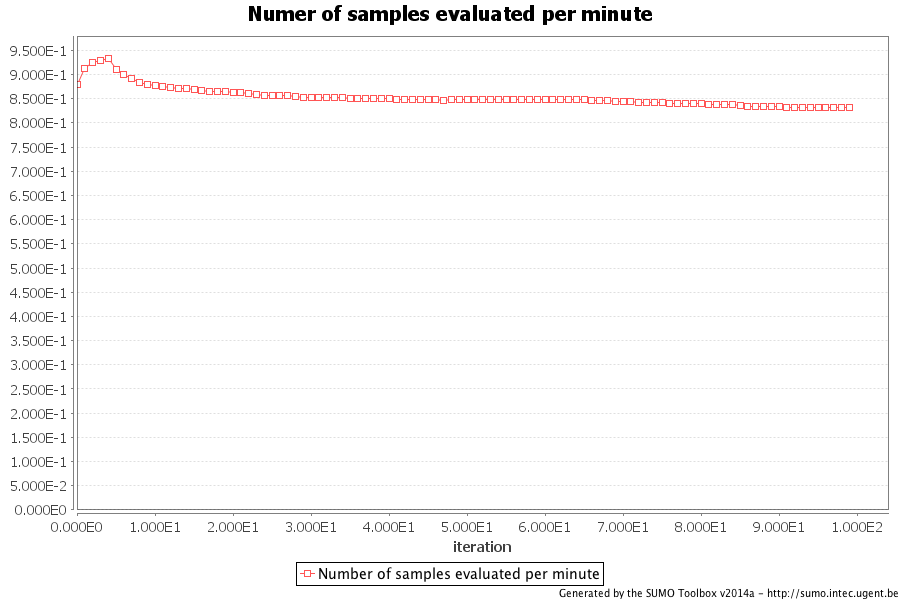 Numer of samples evaluated per minute
9.500E-1
9.000E-1
8.500E-1
8.000E-1
7.500E-1
7.000E-1
6.500E-1
6.000E-1
5.500E-1
5.000E-1
4.500E-1
4.000E-1
3.500E-1
3.000E-1
2.500E-1
2.000E-1
1.500E-1
1.000E-1
5.000E-2
0.000E0
0.000E0 1.000E1 2.000E1 3.000E1 4.000E1 5.000E1 6.000E1 7.000E1 8.000E1 9.000E1 1.000E2
iteration
Number of samples evaluated per minute
Generated by the SUMO Toolbox v2014a - http://sumo.intec.ugent.be